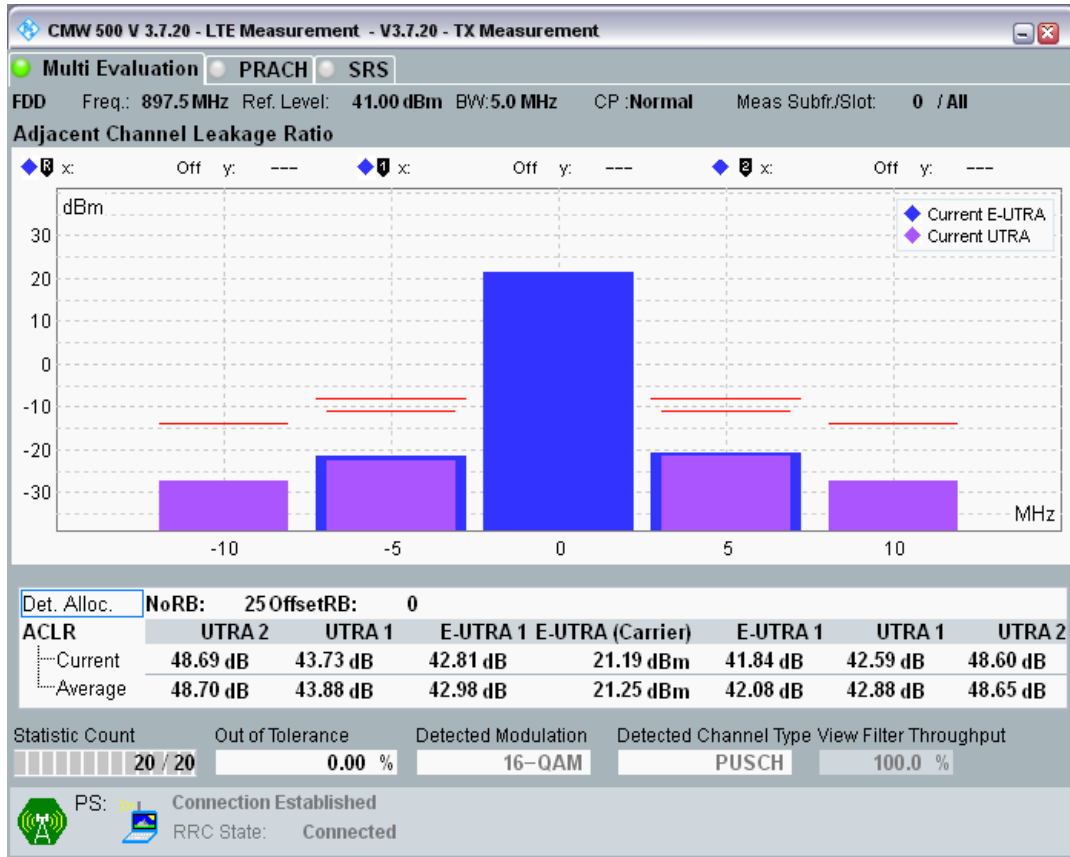 CMW 500 V 3.7.20 - LTE Measurement - V3.7.20 - TX Measurement
Multi Evaluation PRACH SRS
FDD Freq.: 897.5 MHz Ref. Level: 41.00 dBm BW: 5.0 MHz CP :Normal Meas Subfr./Slot: 0 / All
Adjacent Channel Leakage Ratio
R x: Off y: --- 1 x: Off y: --- 2 x: Off y: ---
dBm
Current E-UTRA
Current UTRA
30
20
10
0
-10
-20
-30
MHz
-10 -5 0 5 10
Det. Alloc. NoRB: 25 OffsetRB: 0
ACLR UTRA 2 UTRA 1 E-UTRA 1 E-UTRA (Carrier) E-UTRA 1 UTRA 1 UTRA 2
Current 48.69 dB 43.73 dB 42.81 dB 21.19 dBm 41.84 dB 42.59 dB 48.60 dB
Average 48.70 dB 43.88 dB 42.98 dB 21.25 dBm 42.08 dB 42.88 dB 48.65 dB
Statistic Count Out of Tolerance Detected Modulation Detected Channel Type View Filter Throughput
20 / 20 0.00 % 16-QAM PUSCH 100.0 %
PS: Connection Established
RRC State: Connected